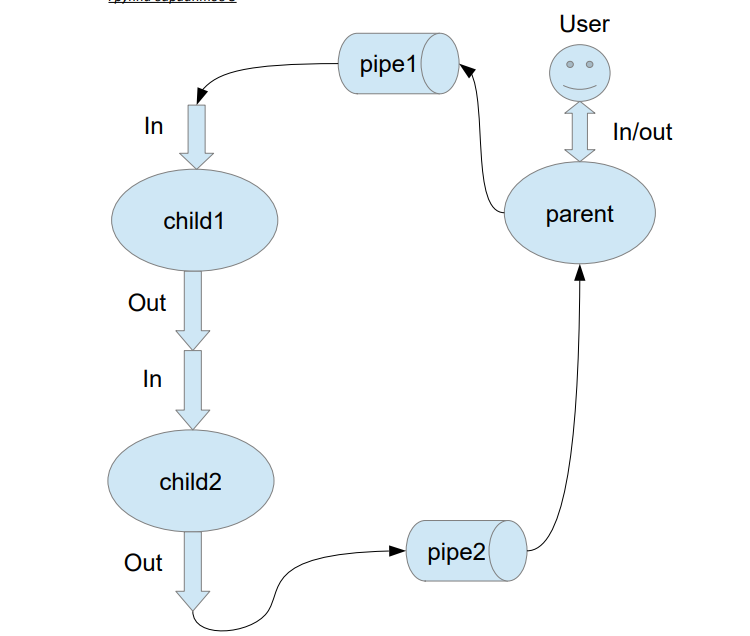 User
pipe1
In
In/out
child1
parent
Out
In
child2
pipe2
Out